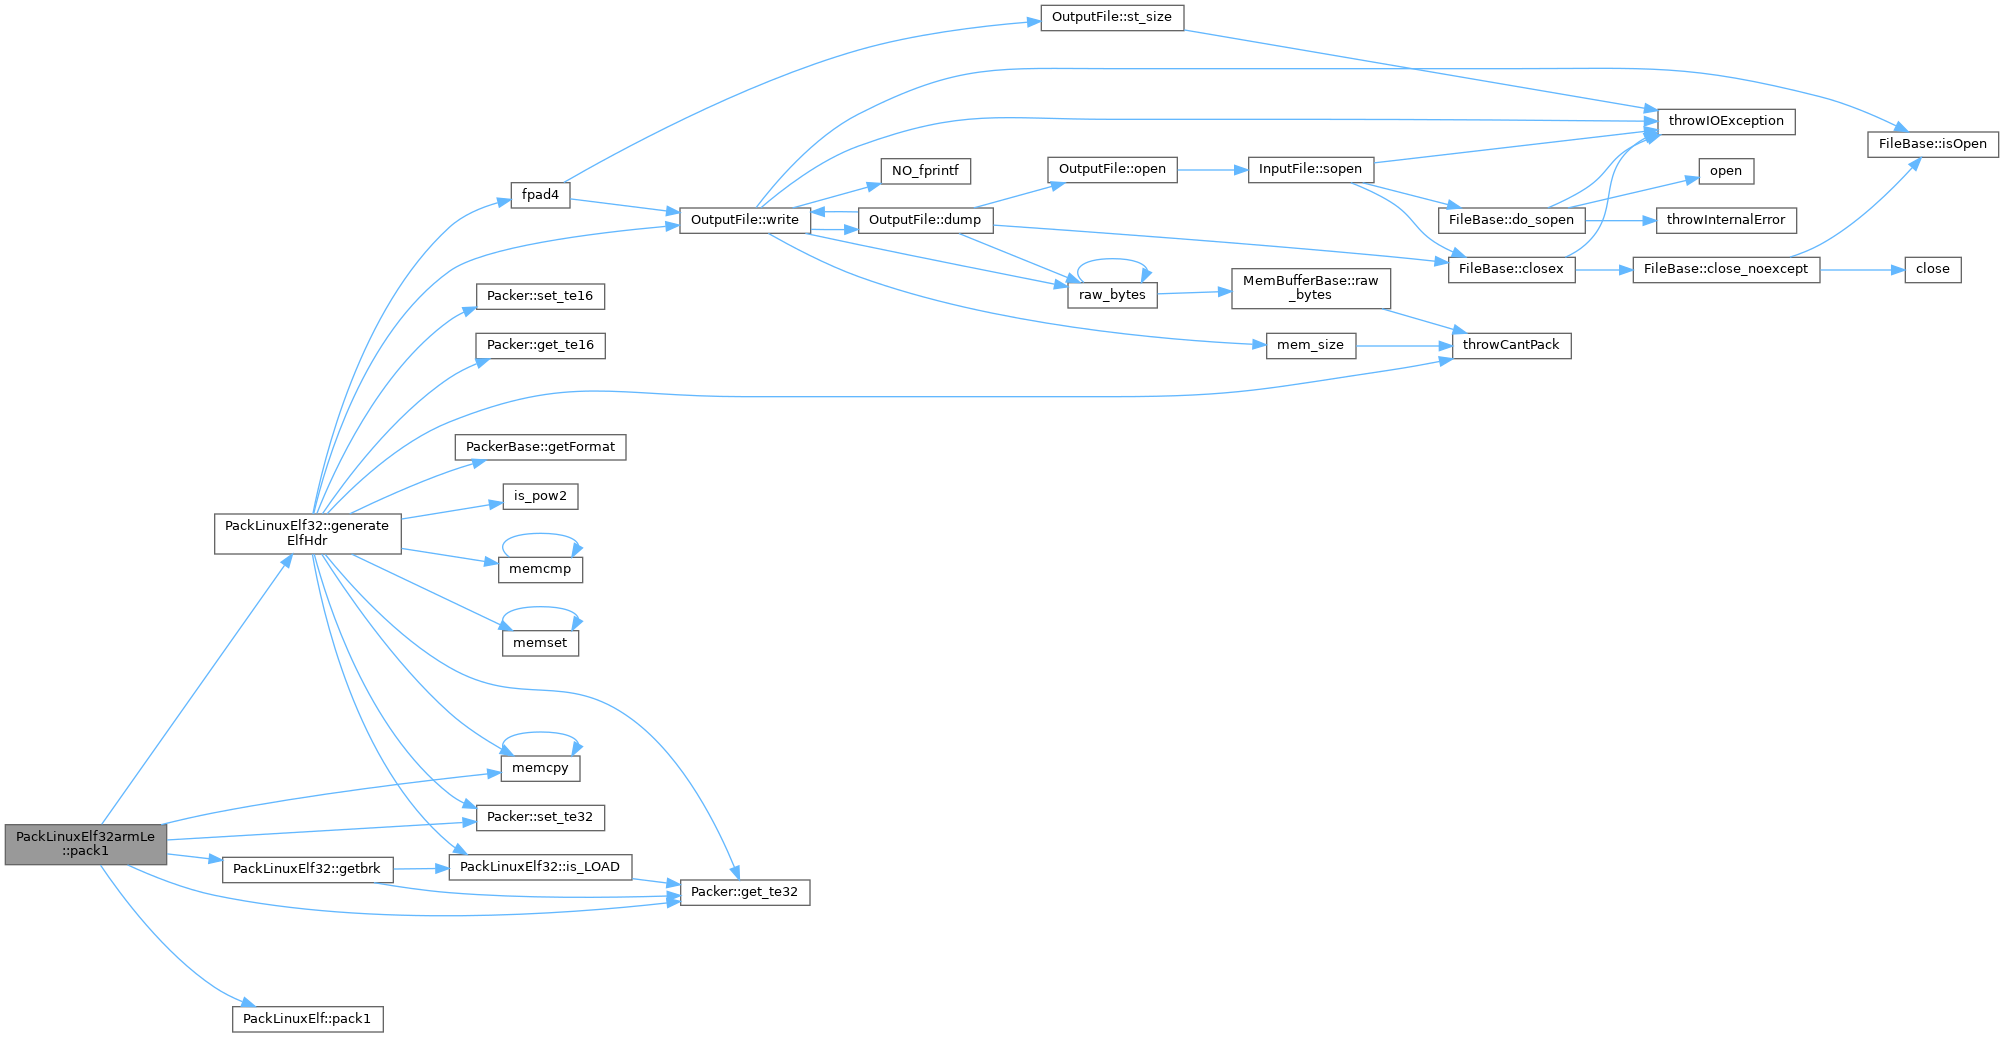 OutputFile::st_size
throwIOException
FileBase::isOpen
NO_fprintf
OutputFile::open
InputFile::sopen
open
fpad4
OutputFile::write
OutputFile::dump
FileBase::do_sopen
throwInternalError
FileBase::closex
FileBase::close_noexcept
close
Packer::set_te16
raw_bytes
MemBufferBase::raw
_bytes
Packer::get_te16
mem_size
throwCantPack
PackerBase::getFormat
is_pow2
PackLinuxElf32::generate
ElfHdr
memcmp
memset
memcpy
Packer::set_te32
PackLinuxElf32armLe
::pack1
PackLinuxElf32::getbrk
PackLinuxElf32::is_LOAD
Packer::get_te32
PackLinuxElf::pack1